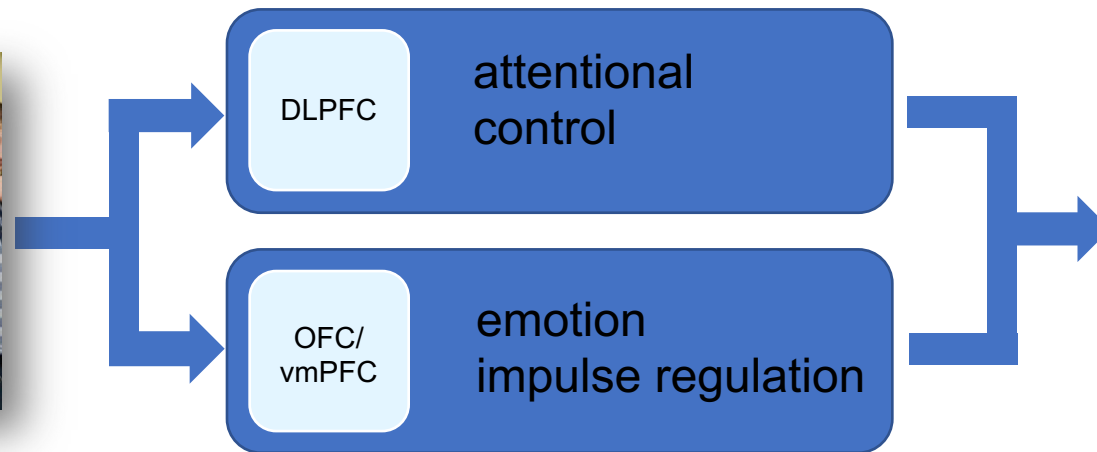 DLPFC
attentional
control
OFC/
vmPFC
emotion
impulse regulation